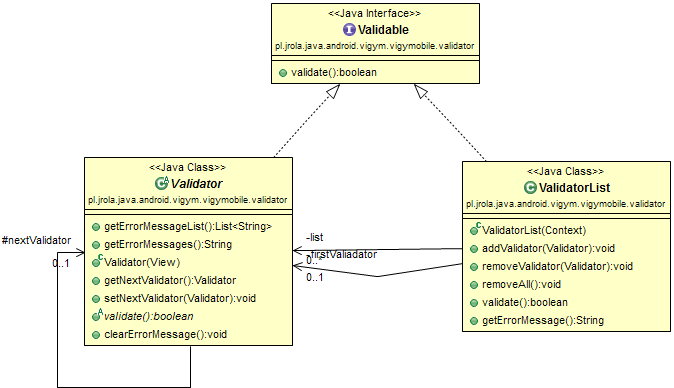 <<Java Interface>>
I Validable
pl.jrola.java.android.vigym.vigymobile.validator
validate():boolean
<<Java Class>>
C A Validator
pl.jrola.java.android.vigym.vigymobile.validator
getErrorMessageList():List<String>
getErrorMessages():String
C Validator(View)
getNextValidator():Validator
setNextValidator(Validator):void
A validate():boolean
clearErrorMessage():void
<<Java Class>>
C ValidatorList
pl.jrola.java.android.vigym.vigymobile.validator
C ValidatorList(Context)
addValidator(Validator):void
removeValidator(Validator):void
removeAll():void
validate():boolean
getErrorMessage():String
#nextValidator
0..1
-list
0..*
-firstValiadator
0..1